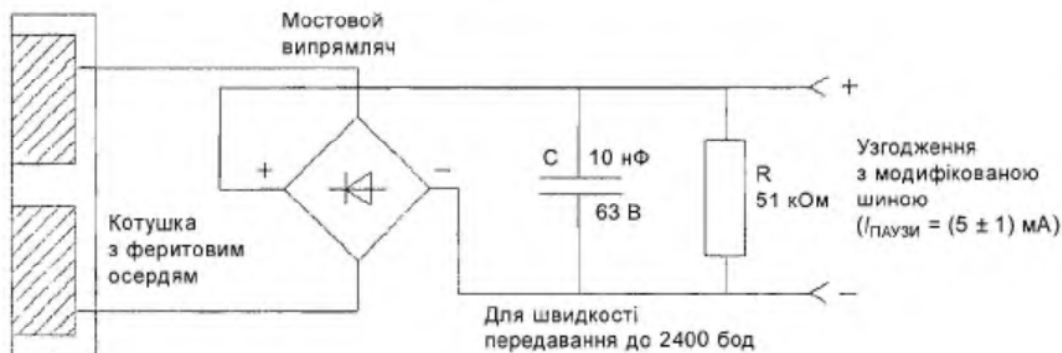 Мостовой
випрямляч
+
Узгодження
з модифікованою
шиною
(IПАУЗИ = (5 ± 1) мА)
+
−
C 10 нФ
63 В
R
51 кОм
Котушка
з феритовим
осердям
−
Для швидкості
передавання до 2400 бод